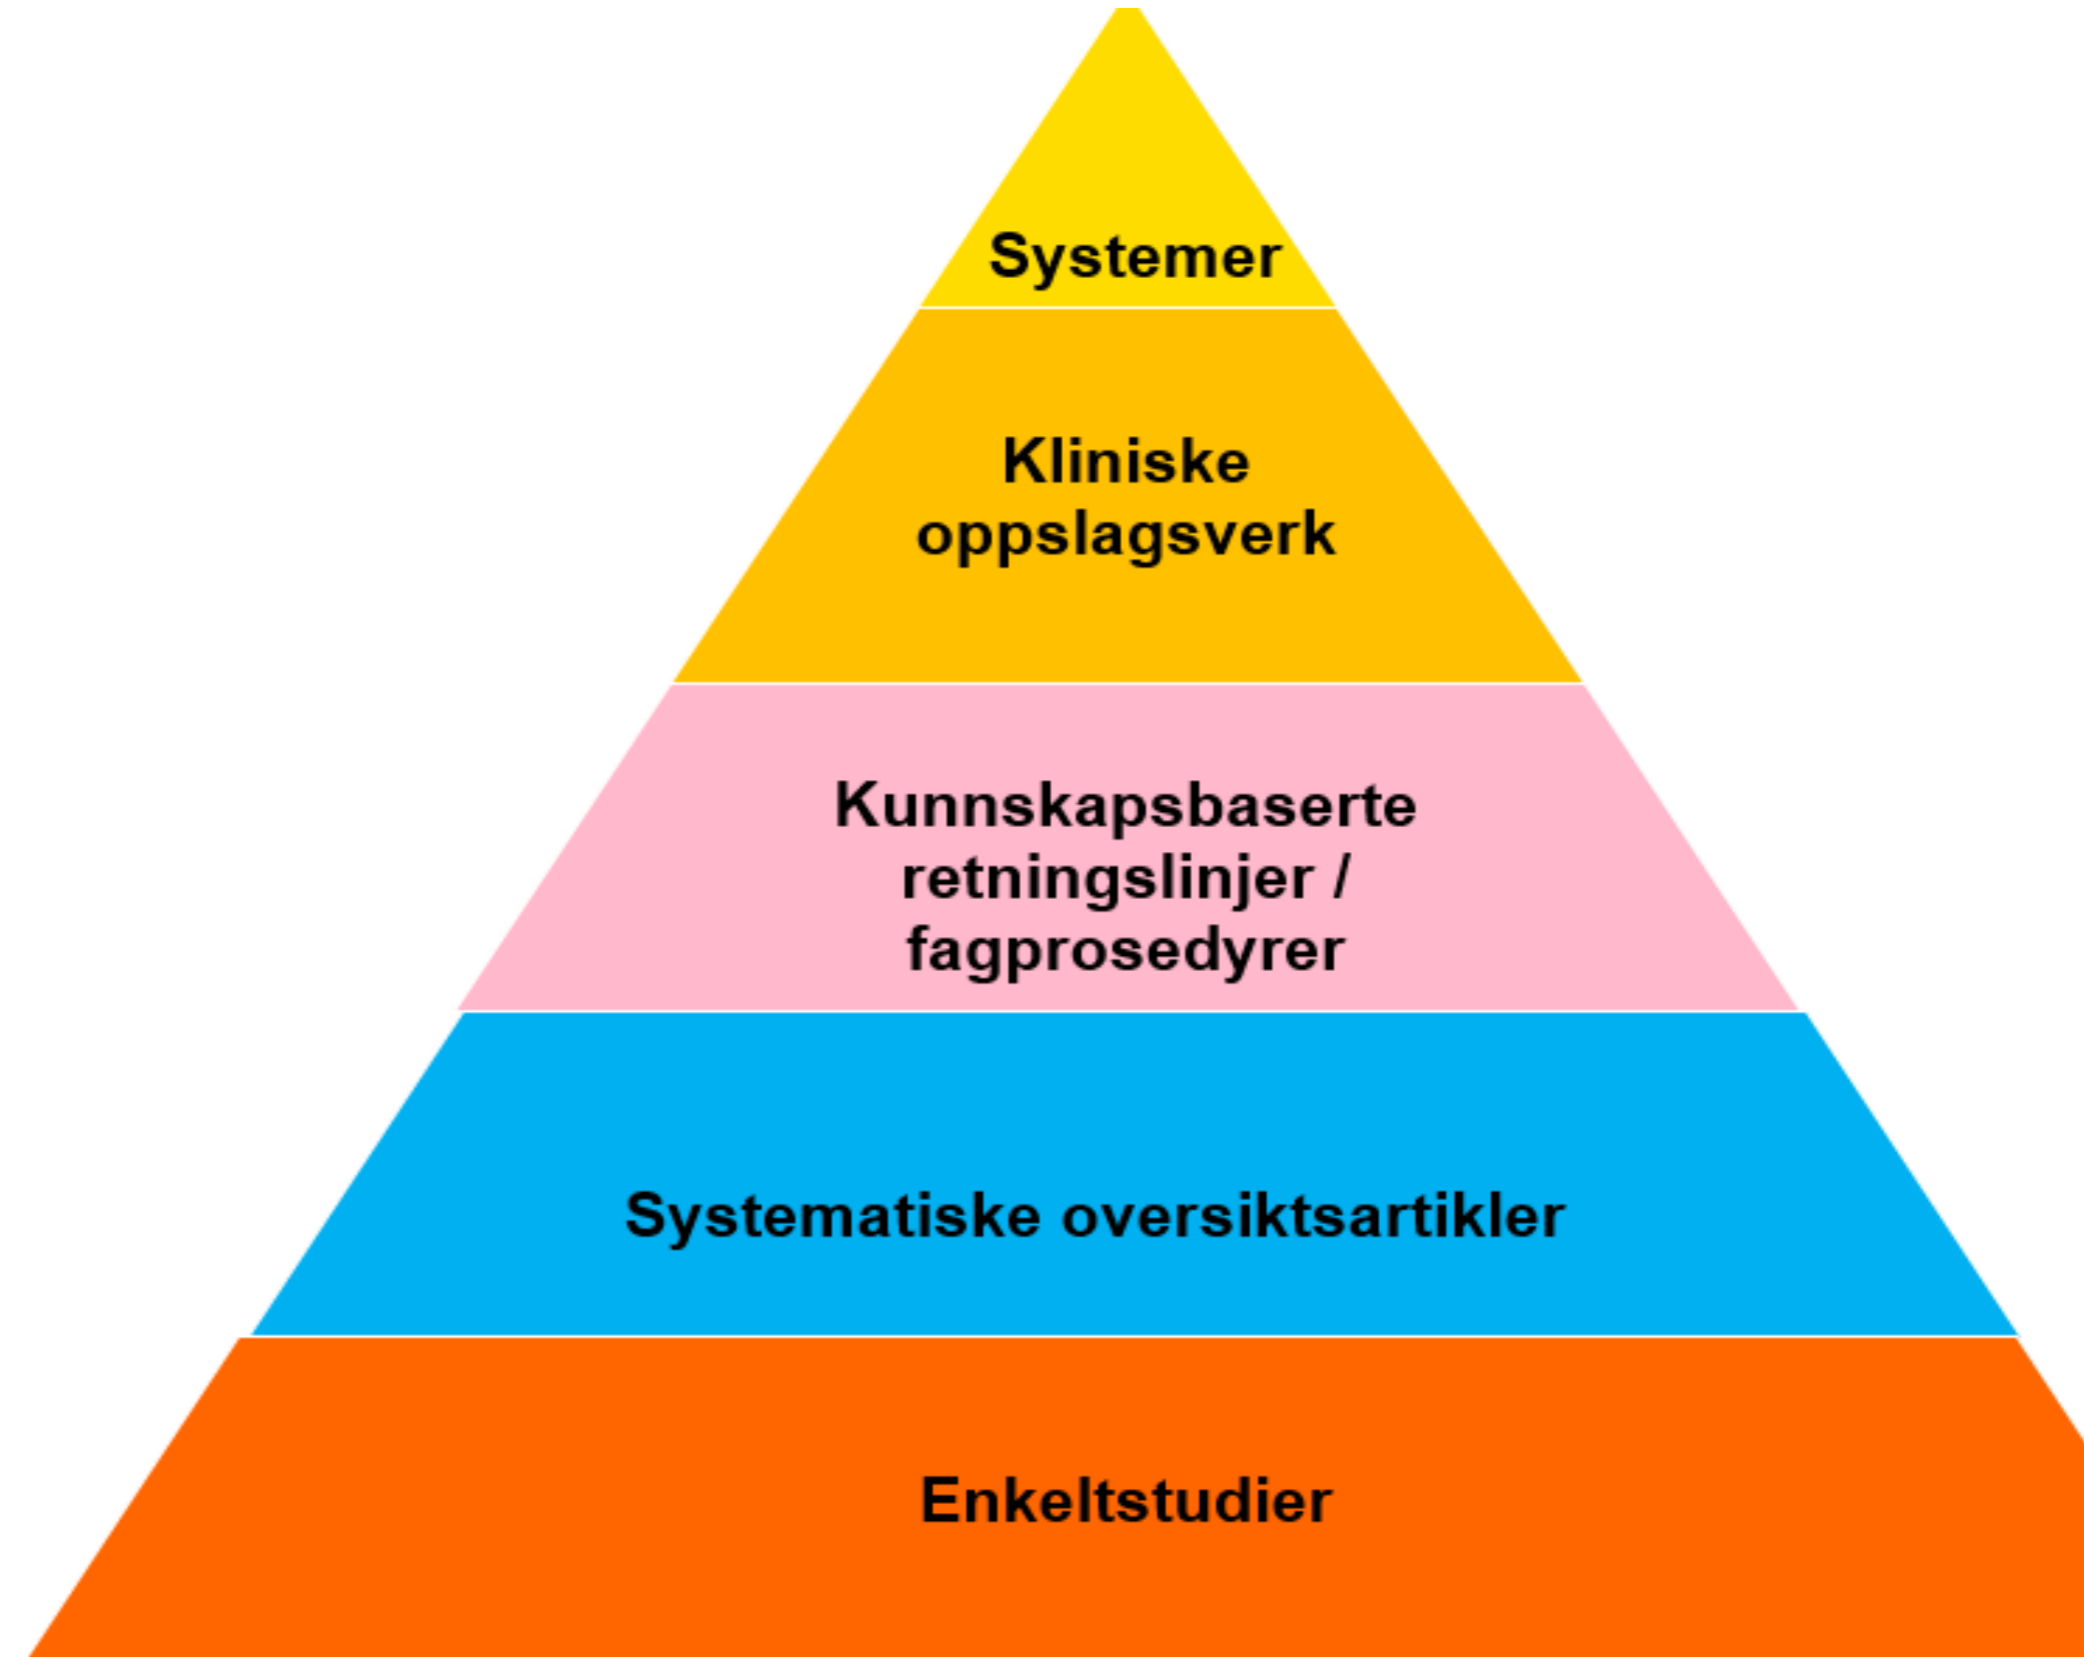 Systemer
Kliniske
oppslagsverk
Kunnskapsbaserte
retningslinjer /
fagprosedyrer
Systematiske oversiktsartikler
Enkeltstudier